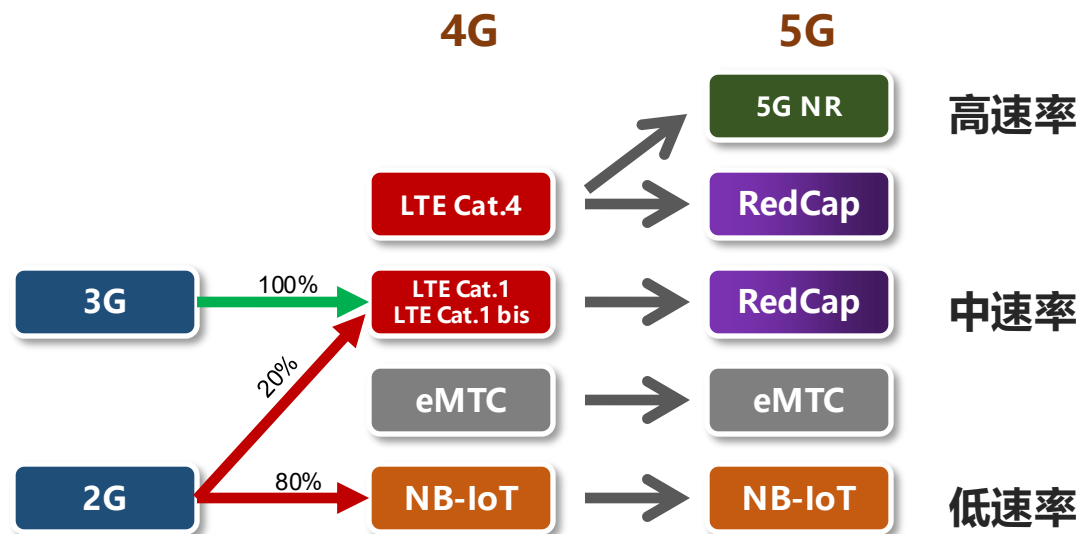 4G
5G
5G NR
高速率
LTE Cat.4
RedCap
3G
100%
LTE Cat.1
LTE Cat.1 bis
RedCap
中速率
20%
eMTC
eMTC
2G
80%
NB-IoT
NB-IoT
低速率